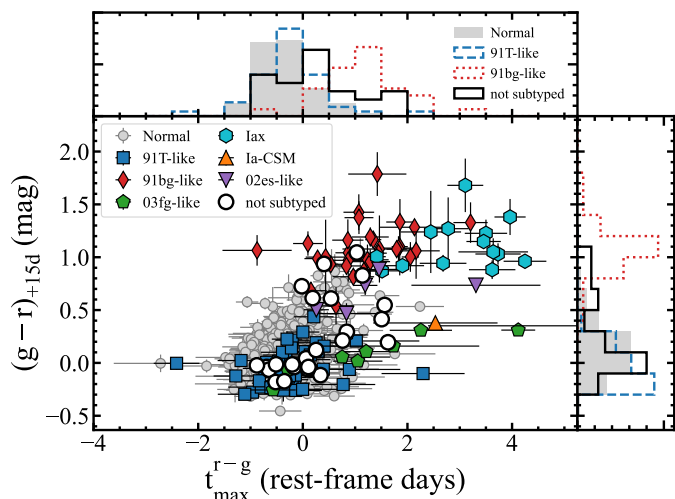 Normal
91T-like
91bg-like
not subtyped
Normal Iax
91T-like Ia-CSM
91bg-like 02es-like
03fg-like not subtyped
2.0
1.5
1.0
0.5
0.0
−0.5
(g − r)+15d (mag)
−4 −2 0 2 4
t_max^{r−g} (rest-frame days)